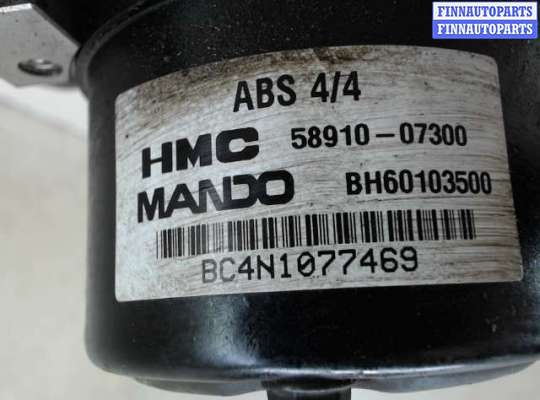 FINNAUTOPARTS
FINNAUTOPARTS
ABS 4/4
HMC 58910-07300
MANDO BH60103500
BC4N1077469